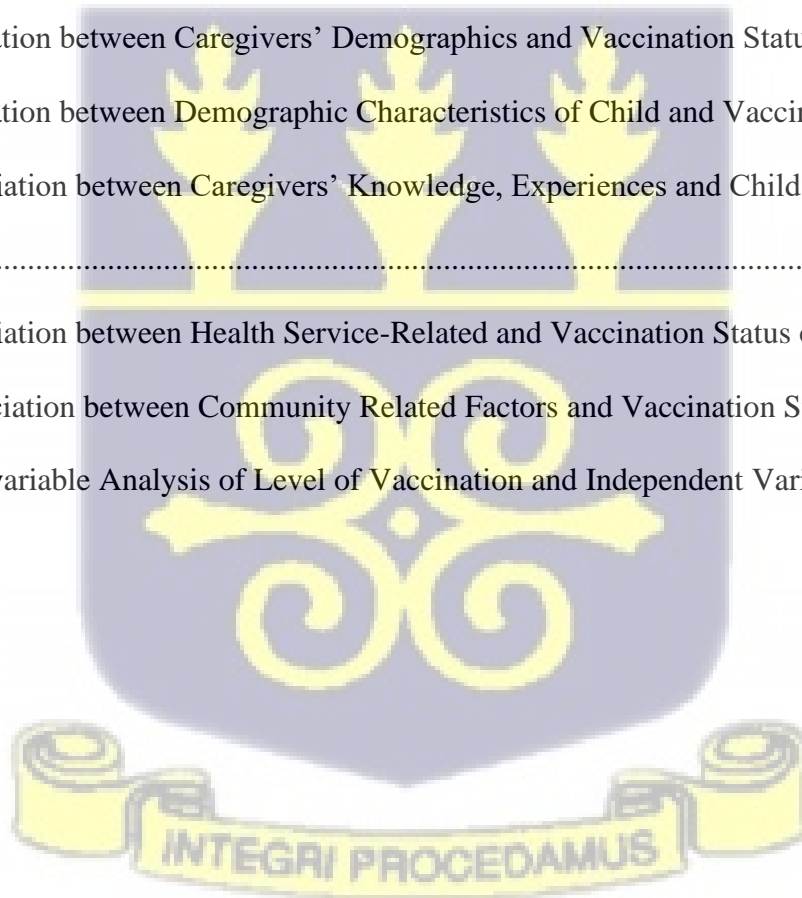 ation between Caregivers' Demographics and Vaccination Statu
ation between Demographic Characteristics of Child and Vaccin
iation between Caregivers' Knowledge, Experiences and Child
................................................................................
iation between Health Service-Related and Vaccination Status
ciation between Community Related Factors and Vaccination S
variable Analysis of Level of Vaccination and Independent Vari
INTEGRI PROCEDAMUS